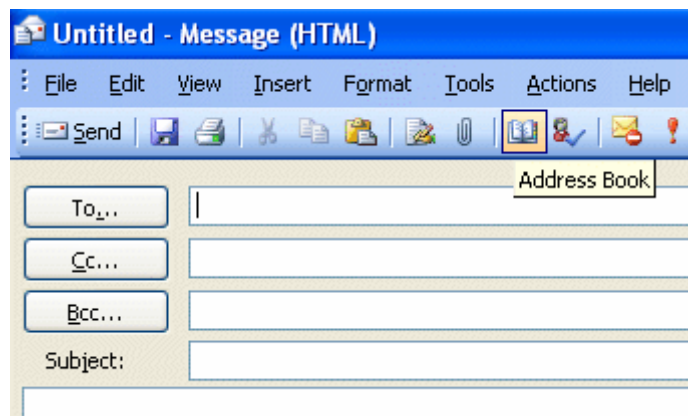 Untitled - Message (HTML)
File Edit View Insert Format Tools Actions Help
Send
Address Book
To...
Cc...
Bcc...
Subject: